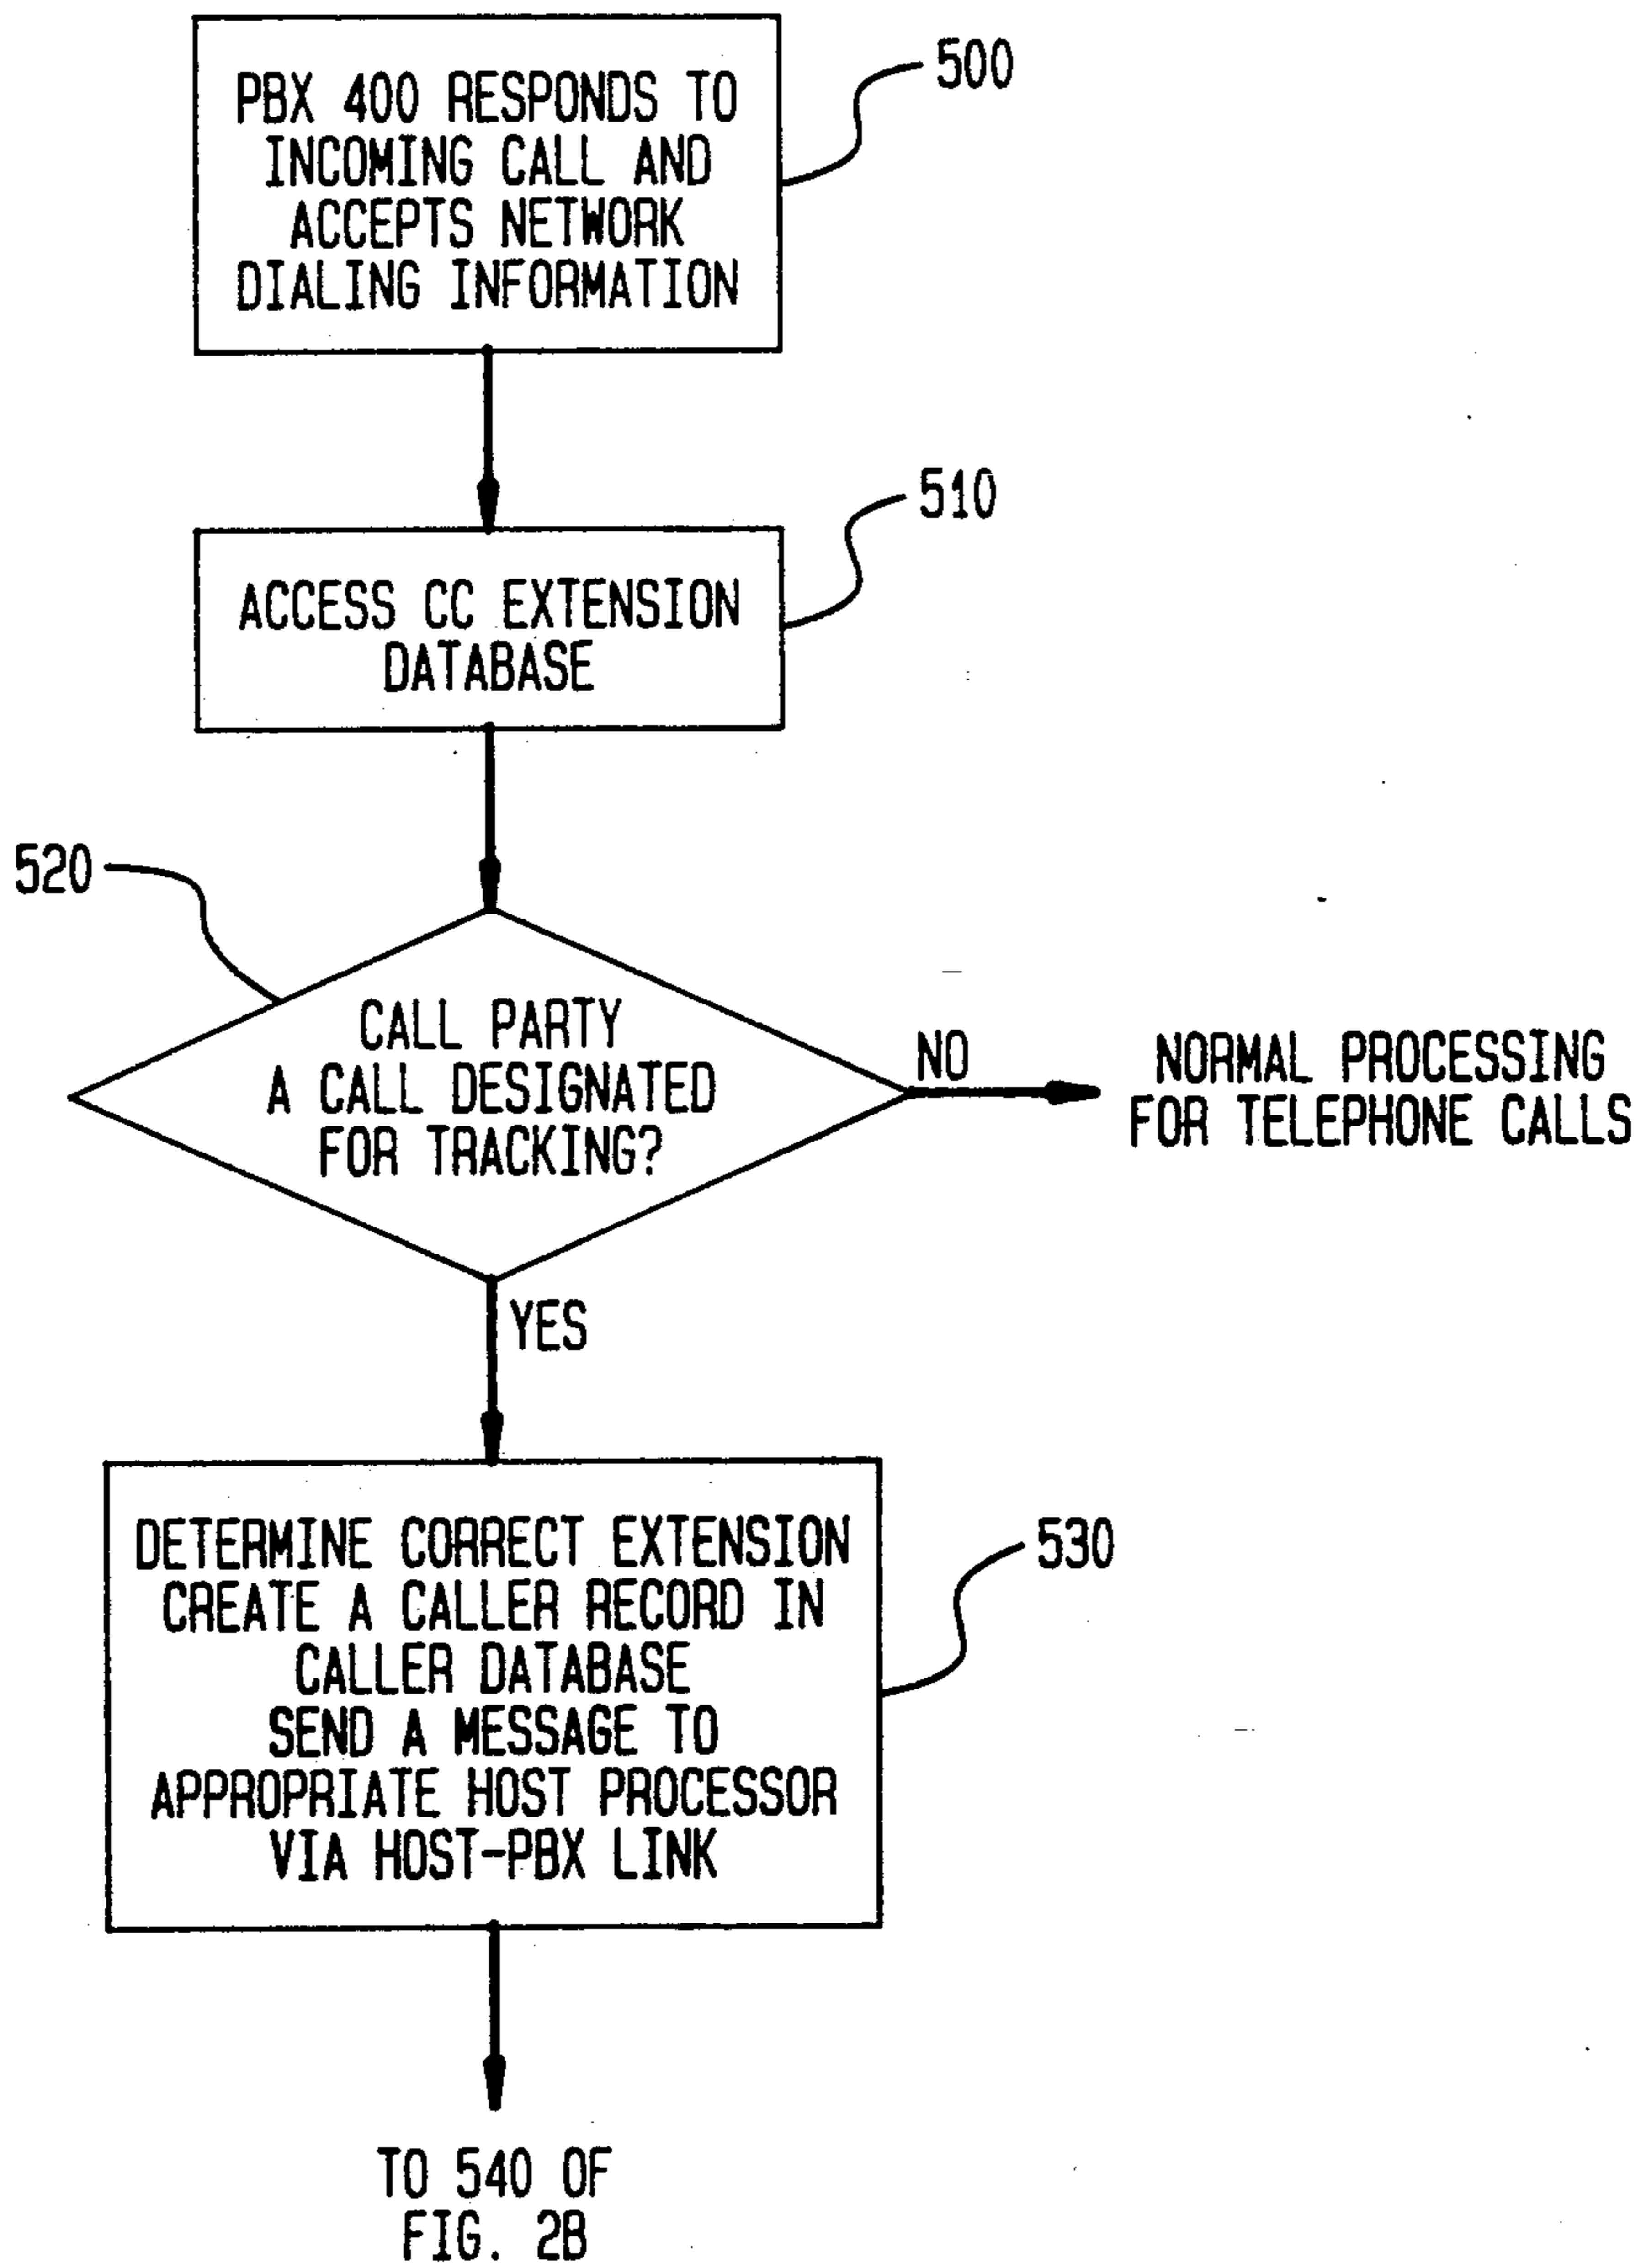 PBX 400 RESPONDS TO
INCOMING CALL AND
ACCEPTS NETWORK
DIALING INFORMATION
500
ACCESS CC EXTENSION
DATABASE
510
520
CALL PARTY
A CALL DESIGNATED
FOR TRACKING?
NO
NORMAL PROCESSING
FOR TELEPHONE CALLS
YES
DETERMINE CORRECT EXTENSION
CREATE A CALLER RECORD IN
CALLER DATABASE
SEND A MESSAGE TO
APPROPRIATE HOST PROCESSOR
VIA HOST-PBX LINK
530
TO 540 OF
FIG. 2B